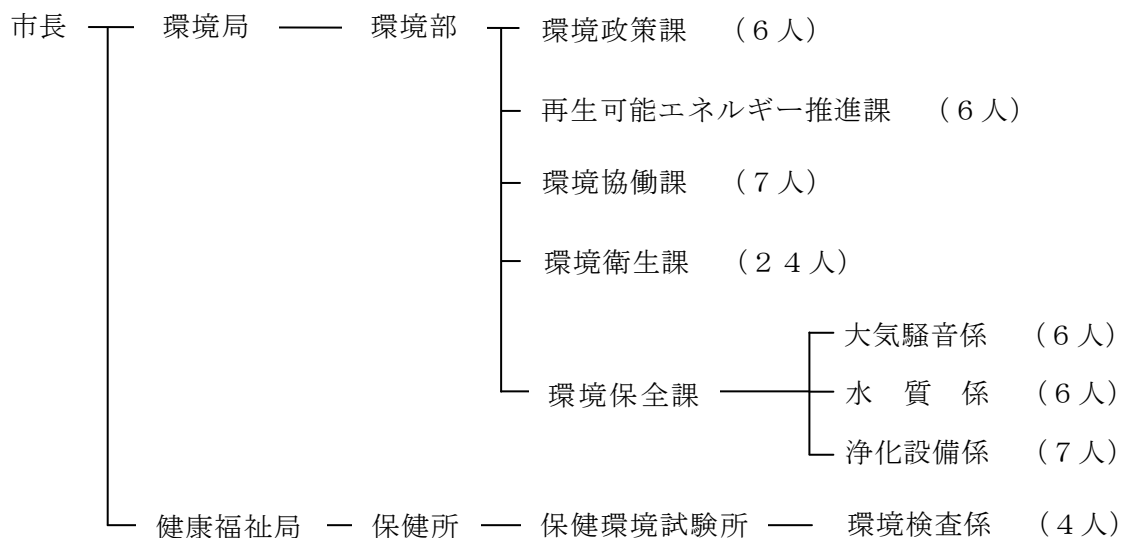 市長 環境局 環境部 環境政策課 （６人）
再生可能エネルギー推進課 （６人）
環境協働課 （７人）
環境衛生課 （２４人）
大気騒音係 （６人）
環境保全課 水質係 （６人）
浄化設備係 （７人）
健康福祉局 保健所 保健環境試験所 環境検査係 （４人）